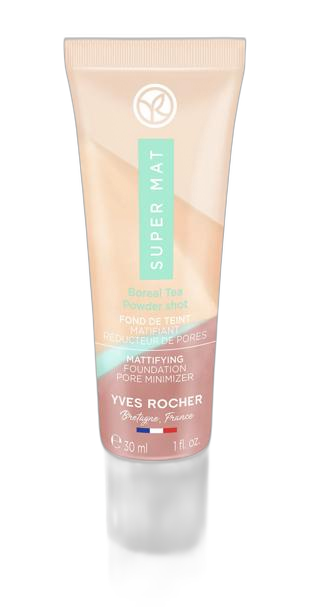 SUPER MAT
Boreal Tea
Powder shot
FOND DE TEINT
MATIFIANT
RÉDUCTEUR DE PORES
MATTIFYING
FOUNDATION
PORE MINIMIZER
YVES ROCHER
Bretagne, France
℮ 30 ml 1 fl. oz.